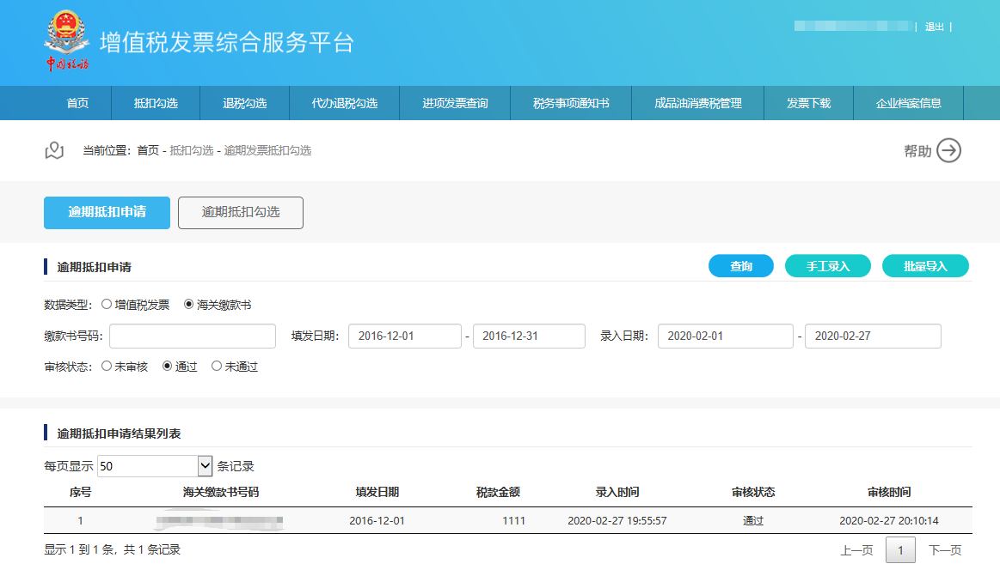 增值税发票综合服务平台
中国税务
| 退出 |
首页 抵扣勾选 退税勾选 代办退税勾选 进项发票查询 税务事项通知书 成品油消费税管理 发票下载 企业档案信息
当前位置：首页 - 抵扣勾选 - 逾期发票抵扣勾选 帮助
逾期抵扣申请 逾期抵扣勾选
逾期抵扣申请 查询 手工录入 批量导入
数据类型： 增值税发票 海关缴款书
缴款书号码： 填发日期： 2016-12-01 - 2016-12-31 录入日期： 2020-02-01 - 2020-02-27
审核状态： 未审核 通过 未通过
逾期抵扣申请结果列表
每页显示 50 条记录
序号 海关缴款书号码 填发日期 税款金额 录入时间 审核状态 审核时间
1 2016-12-01 1111 2020-02-27 19:55:57 通过 2020-02-27 20:10:14
显示 1 到 1 条，共 1 条记录 上一页 1 下一页